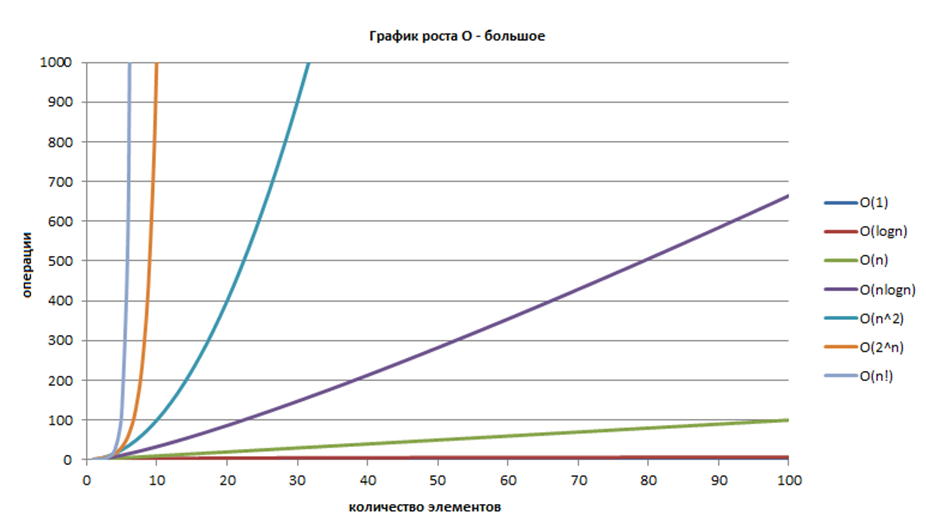 График роста О - большое
1000
900
800
700
600
500
400
300
200
100
0
операции
0 10 20 30 40 50 60 70 80 90 100
количество элементов
O(1)
O(logn)
O(n)
O(nlogn)
O(n^2)
O(2^n)
O(n!)